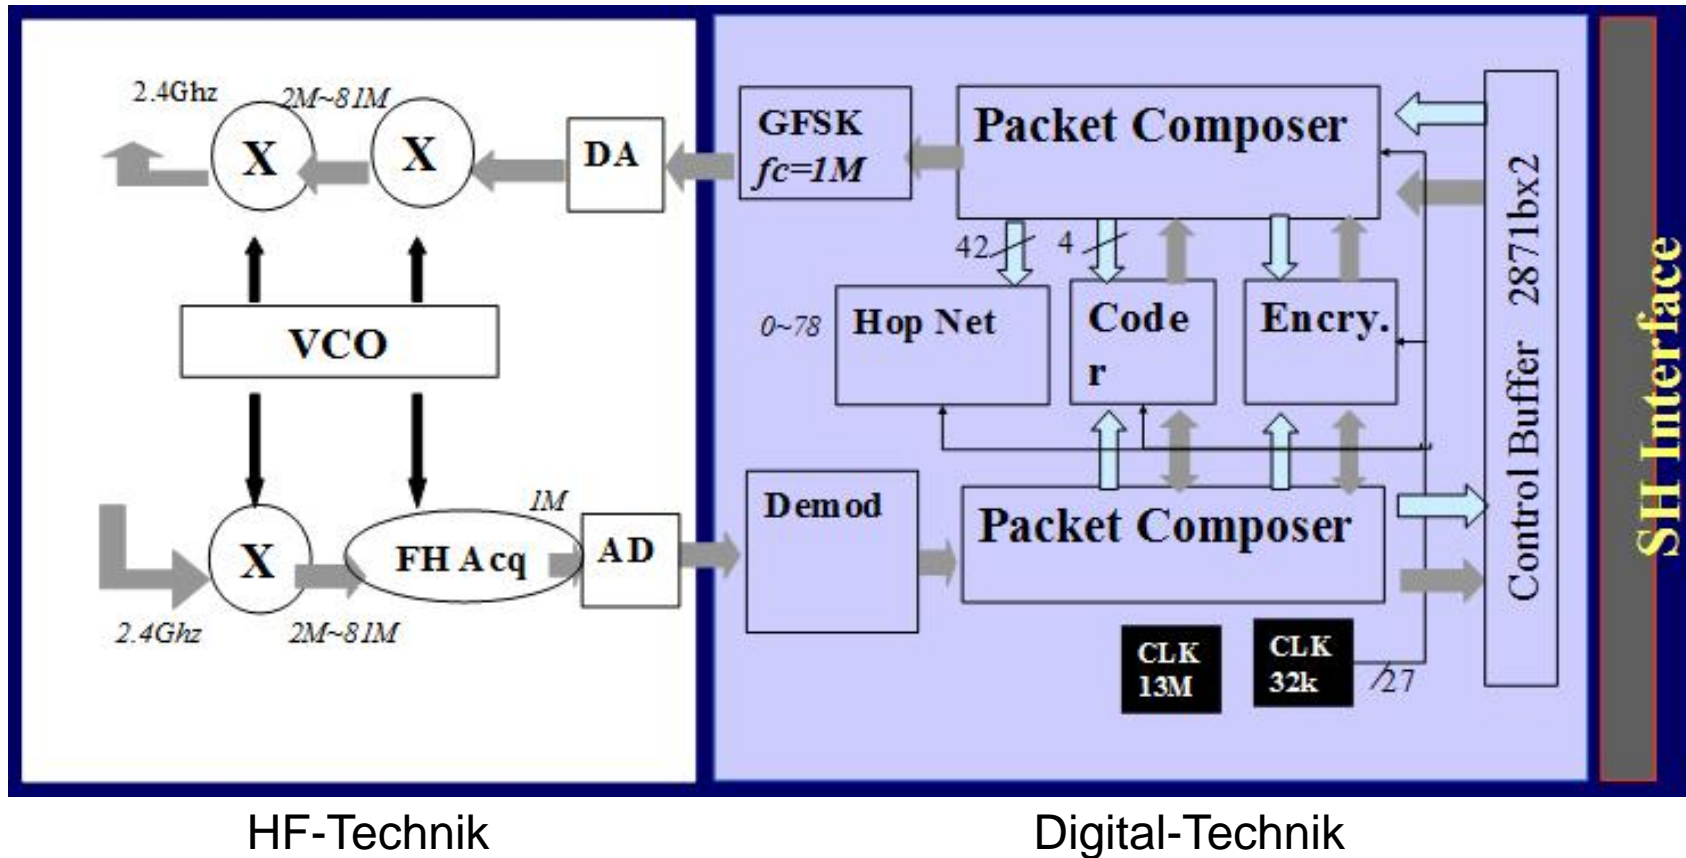 2.4Ghz
2M~81M
X
X
DA
GFSK
fc=1M
Packet Composer
42
4
VCO
0~78
Hop Net
Code
r
Encry.
Control Buffer 2871bx2
SH Interface
X
FH Acq
1M
AD
Demod
Packet Composer
2.4Ghz
2M~81M
CLK
13M
CLK
32k
27
HF-Technik
Digital-Technik